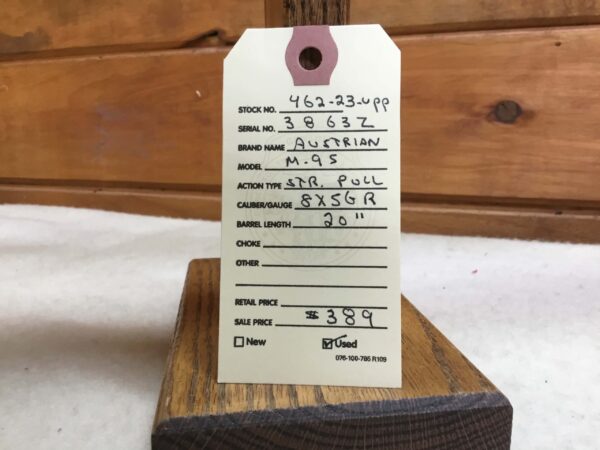 STOCK NO. 462-23-UPP
SERIAL NO. 3863Z
BRAND NAME AUSTRIAN
MODEL M-95
ACTION TYPE STR. PULL
CALIBER/GAUGE 8X56R
BARREL LENGTH 20"
CHOKE
OTHER
RETAIL PRICE
SALE PRICE $389
New Used
076-100-785 R109